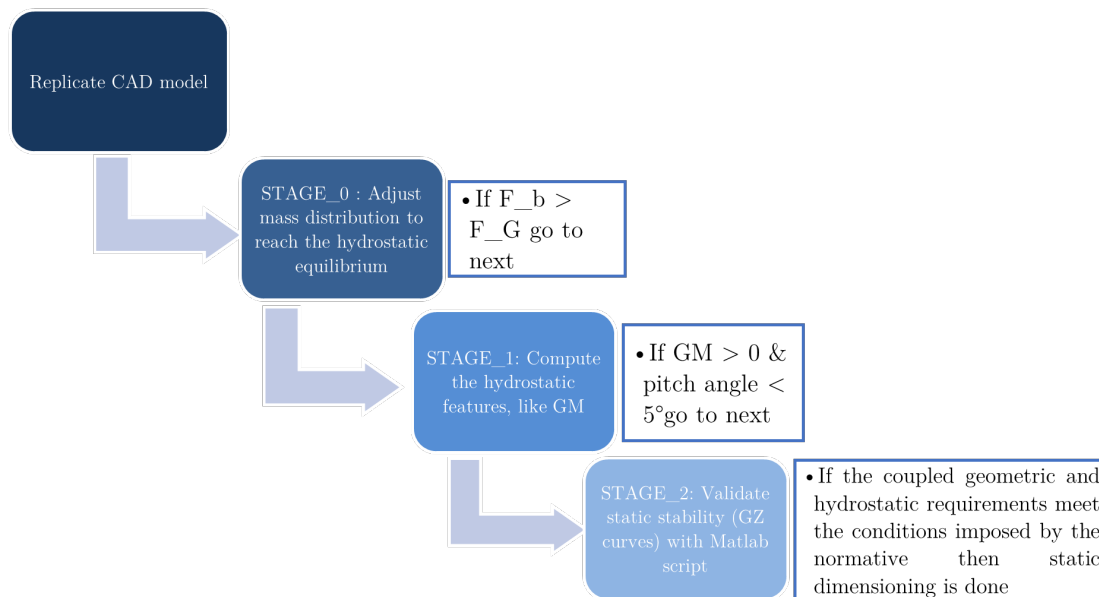 Replicate CAD model
STAGE_0 : Adjust
mass distribution to
reach the hydrostatic
equilibrium
• If F_b >
F_G go to
next
STAGE_1: Compute
the hydrostatic
features, like GM
• If GM > 0 &
pitch angle <
5°go to next
STAGE_2: Validate
static stability (GZ
curves) with Matlab
script
• If the coupled geometric and
hydrostatic requirements meet
the conditions imposed by the
normative then static
dimensioning is done